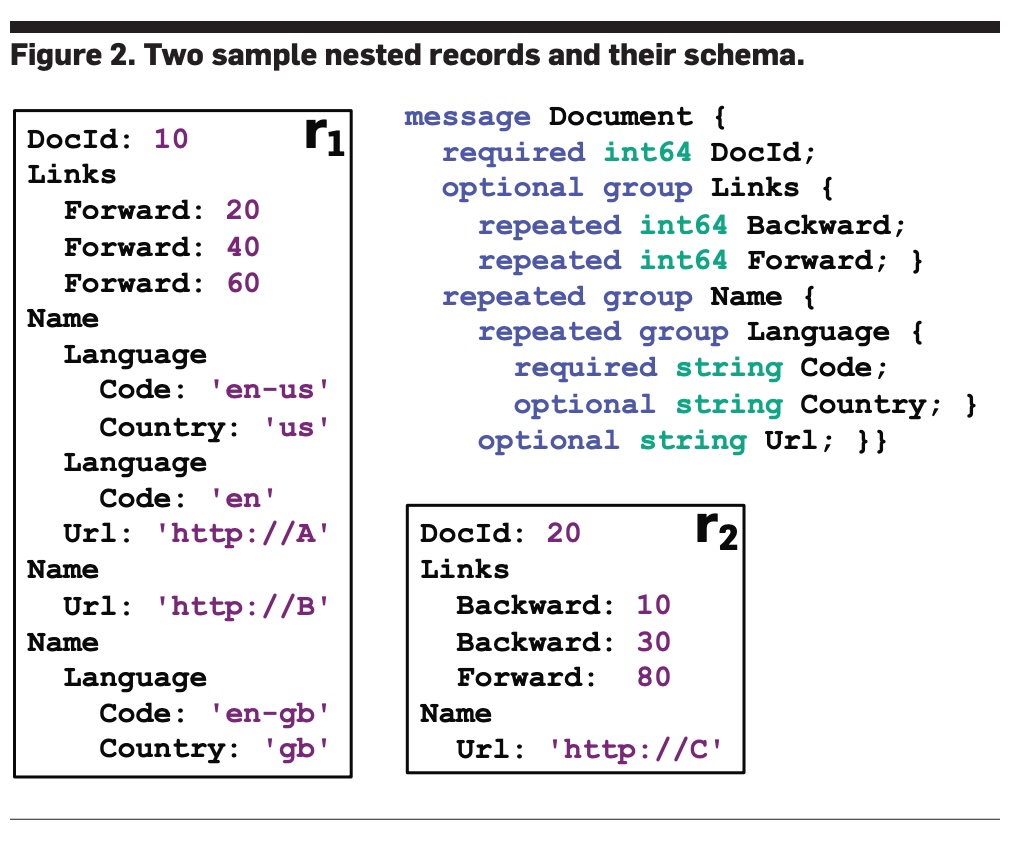 Figure 2. Two sample nested records and their schema.
r1
DocId: 10
Links
Forward: 20
Forward: 40
Forward: 60
Name
Language
Code: 'en-us'
Country: 'us'
Language
Code: 'en'
Url: 'http://A'
Name
Url: 'http://B'
Name
Language
Code: 'en-gb'
Country: 'gb'
message Document {
required int64 DocId;
optional group Links {
repeated int64 Backward;
repeated int64 Forward; }
repeated group Name {
repeated group Language {
required string Code;
optional string Country; }
optional string Url; }}
r2
DocId: 20
Links
Backward: 10
Backward: 30
Forward: 80
Name
Url: 'http://C'